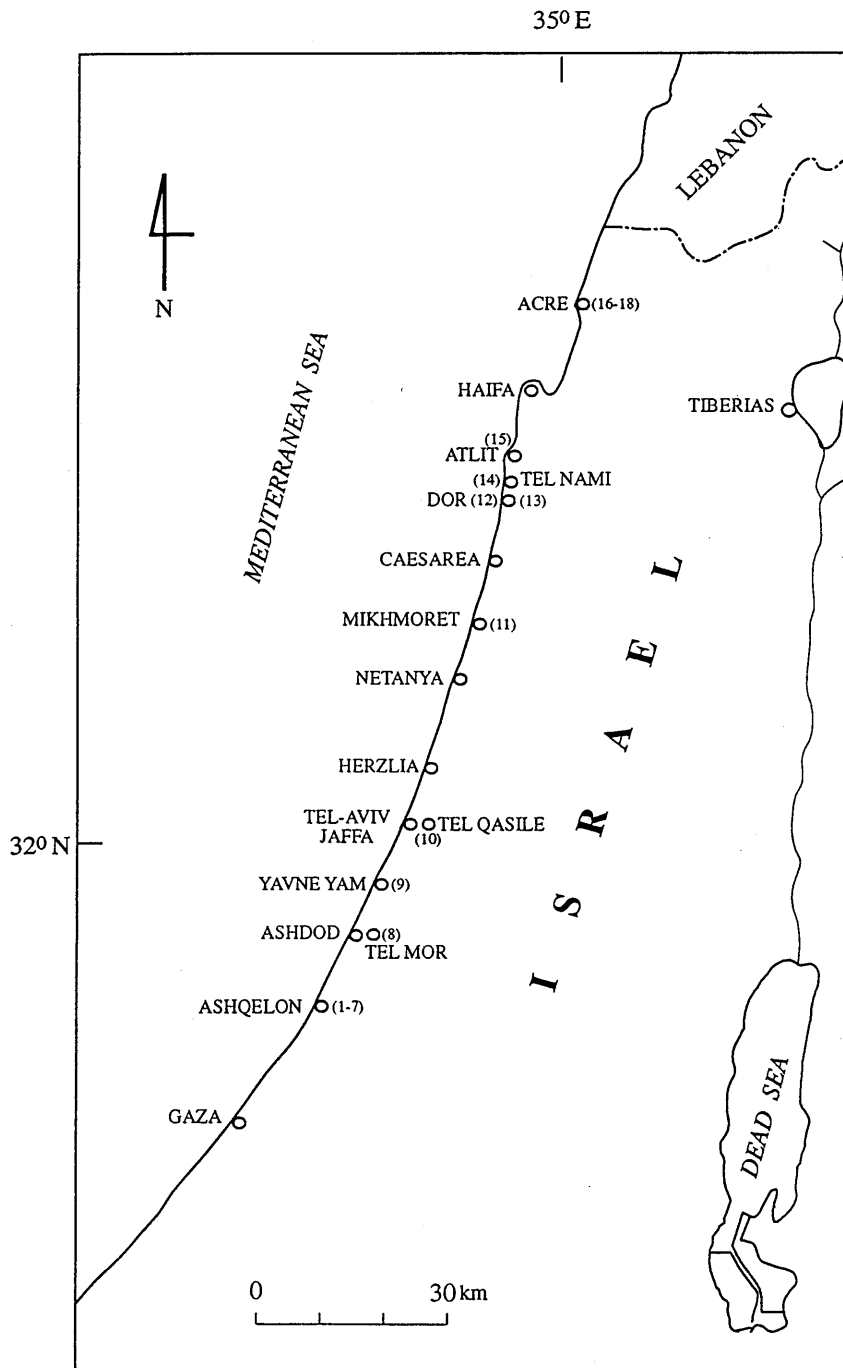 35⁰ E
LEBANON
N
ACRE (16-18)
MEDITERRANEAN SEA
HAIFA
TIBERIAS
(15)
ATLIT
(14) TEL NAMI
DOR (12) (13)
CAESAREA
MIKHMORET (11)
NETANYA
ISRAEL
HERZLIA
TEL-AVIV
JAFFA
TEL QASILE
(10)
32⁰ N
YAVNE YAM (9)
ASHDOD (8)
TEL MOR
ASHQELON (1-7)
GAZA
DEAD SEA
0 30 km